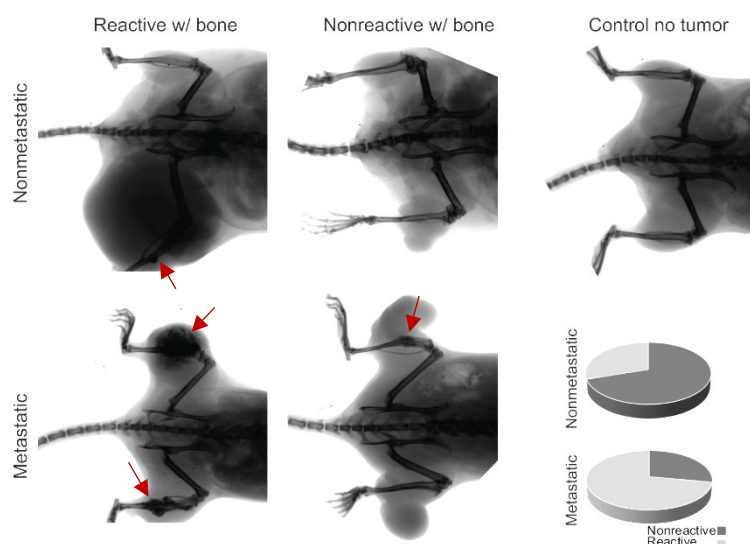 Reactive w/ bone
Nonreactive w/ bone
Control no tumor
Nonmetastatic
Metastatic
Nonmetastatic
Metastatic
Nonreactive
Reactive